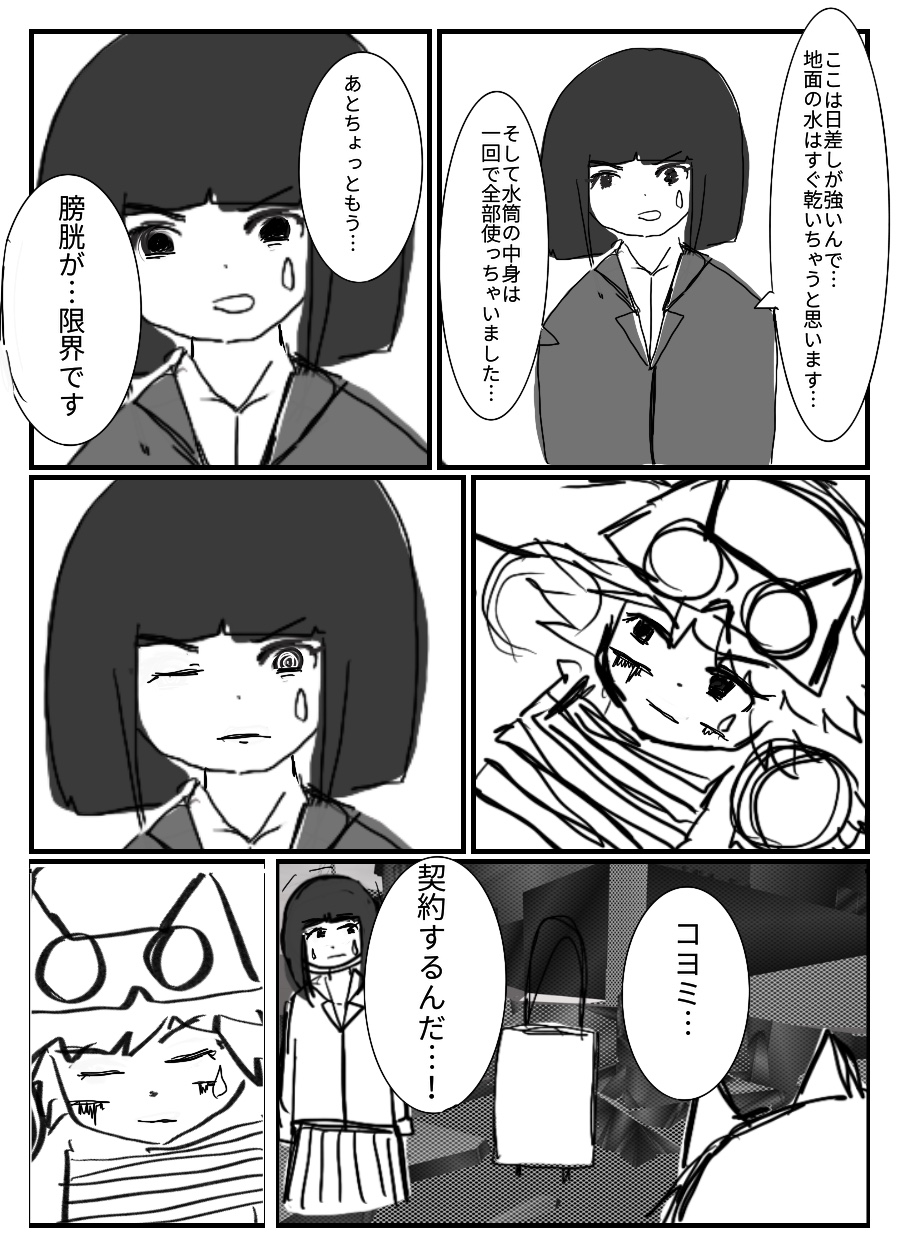 ここは日差しが強いんで…
地面の水はすぐ乾いちゃうと思います…
そして水筒の中身は
一回で全部使っちゃいました…
あとちょっともう…
膀胱が…限界です
コヨミ…
契約するんだ…！